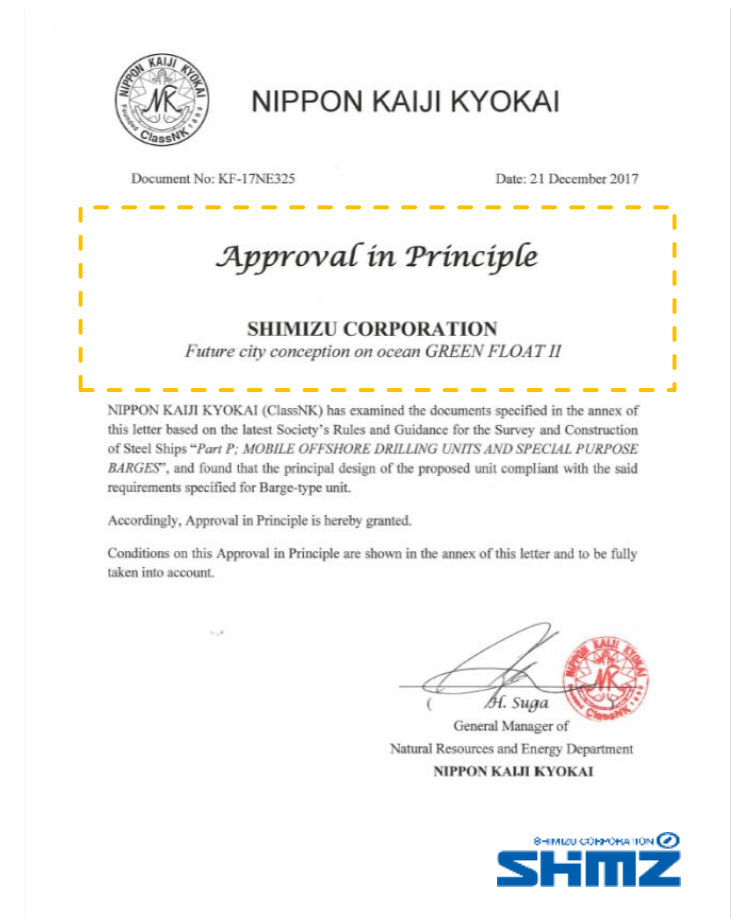 NIPPON KAIJI KYOKAI
Founded 1899
ClassNK
NIPPON KAIJI KYOKAI
Document No: KF-17NE325 Date: 21 December 2017
Approval in Principle
SHIMIZU CORPORATION
Future city conception on ocean GREEN FLOAT II
NIPPON KAIJI KYOKAI (ClassNK) has examined the documents specified in the annex of
this letter based on the latest Society's Rules and Guidance for the Survey and Construction
of Steel Ships "Part P; MOBILE OFFSHORE DRILLING UNITS AND SPECIAL PURPOSE
BARGES", and found that the principal design of the proposed unit compliant with the said
requirements specified for Barge-type unit.
Accordingly, Approval in Principle is hereby granted.
Conditions on this Approval in Principle are shown in the annex of this letter and to be fully
taken into account.
NIPPON KAIJI KYOKAI
ClassNK
( H. Suga )
General Manager of
Natural Resources and Energy Department
NIPPON KAIJI KYOKAI
SHIMIZU CORPORATION
SHIMZ